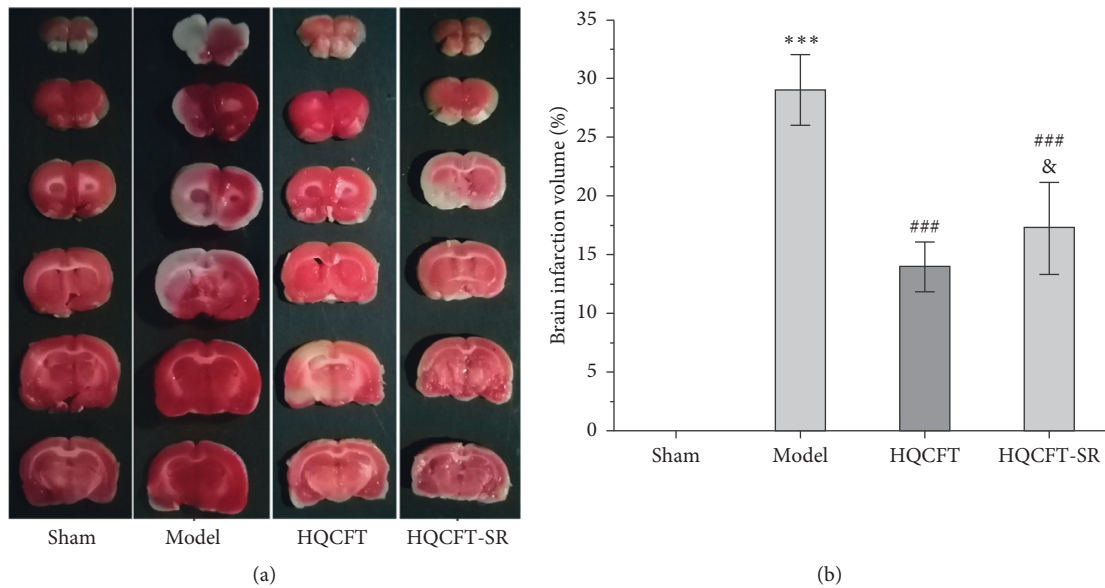 Sham
Model
HQCFT
HQCFT-SR
(a)
Brain infarction volume (%)
35
30
25
20
15
10
5
0
***
###
###
&
Sham
Model
HQCFT
HQCFT-SR
(b)